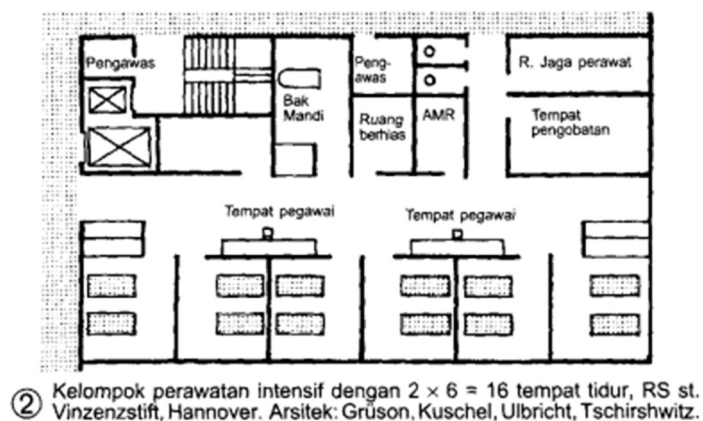 Pengawas
Peng-
awas
R. Jaga perawat
Bak
Mandi
Ruang
berhias
AMR
Tempat
pengobatan
Tempat pegawai
Tempat pegawai
② Kelompok perawatan intensif dengan 2 × 6 = 16 tempat tidur, RS st.
Vinzenzstift, Hannover. Arsitek: Grüson, Kuschel, Ulbricht, Tschirshwitz.